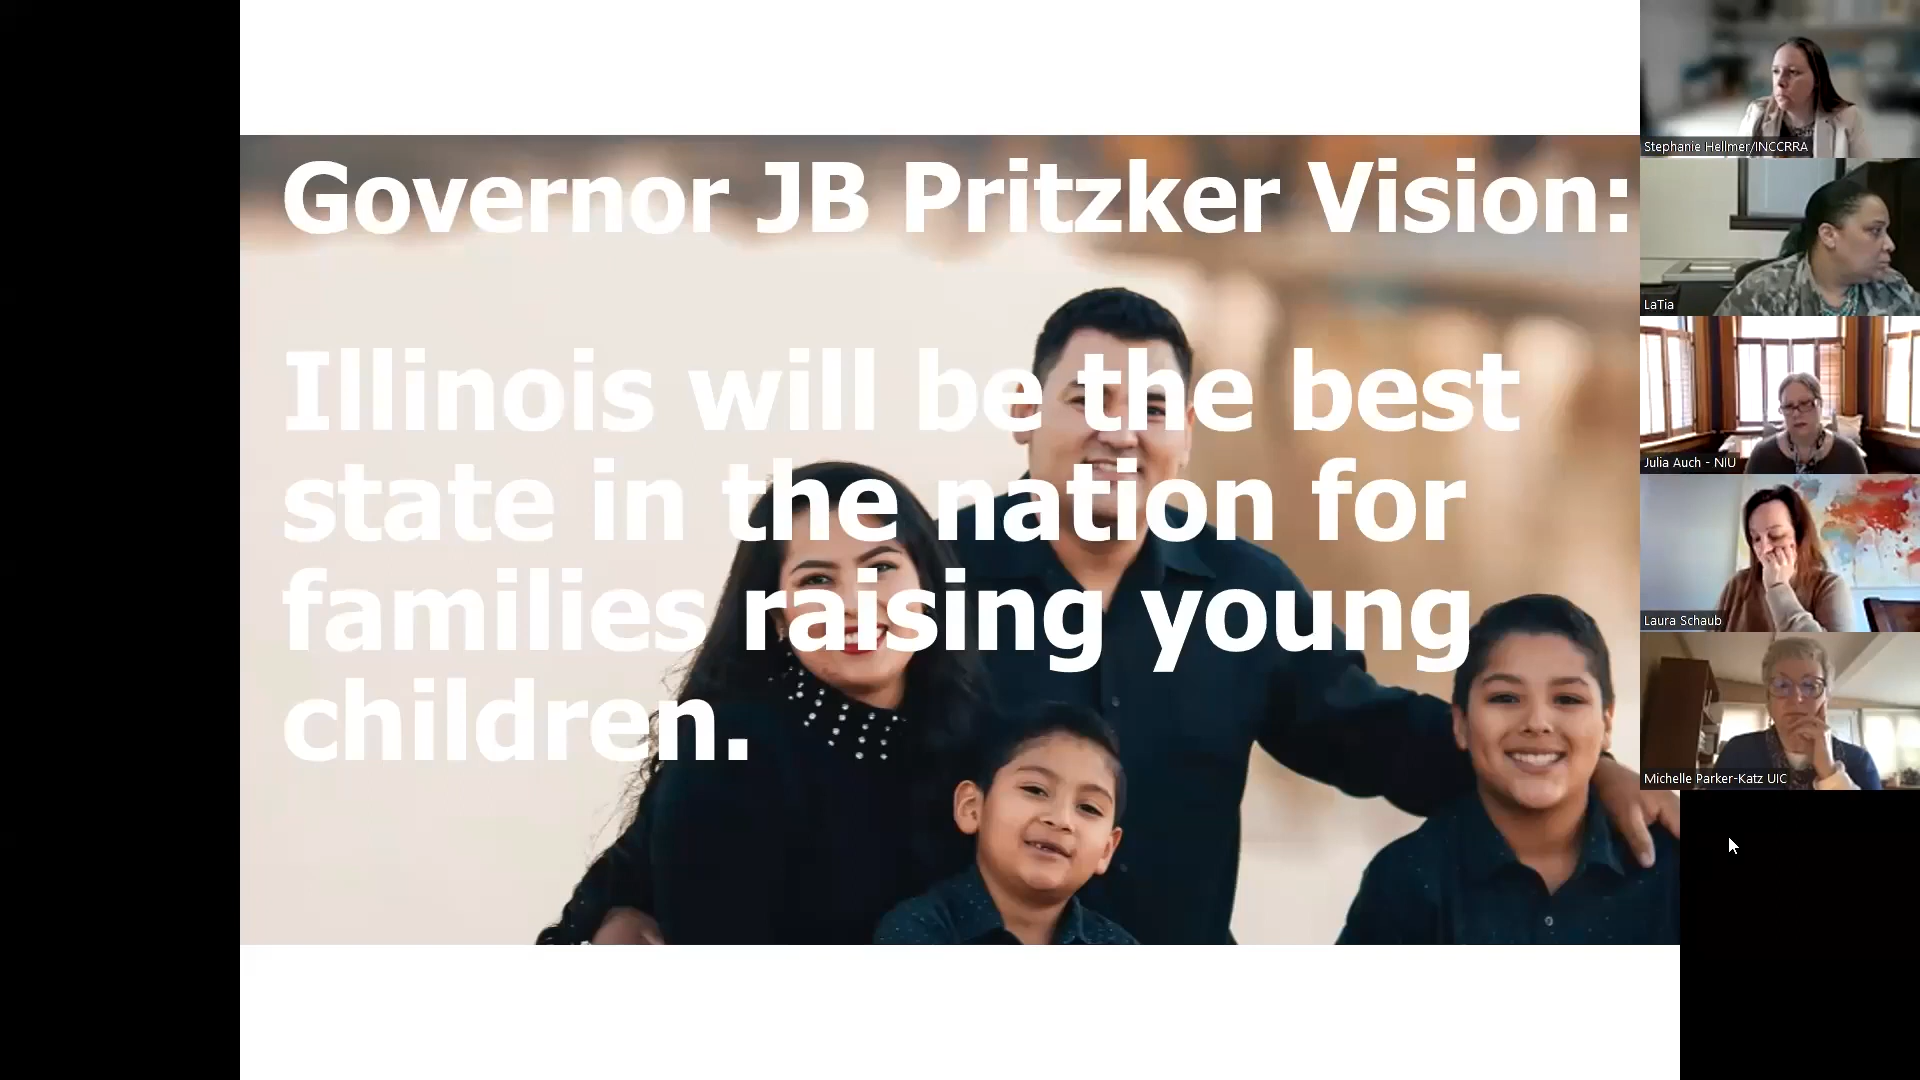 Governor JB Pritzker Vision:
Illinois will be the best
state in the nation for
families raising young
children.
Stephanie Hellmer/INCCRRA
LaTia
Julia Auch - NIU
Laura Schaub
Michelle Parker-Katz UIC